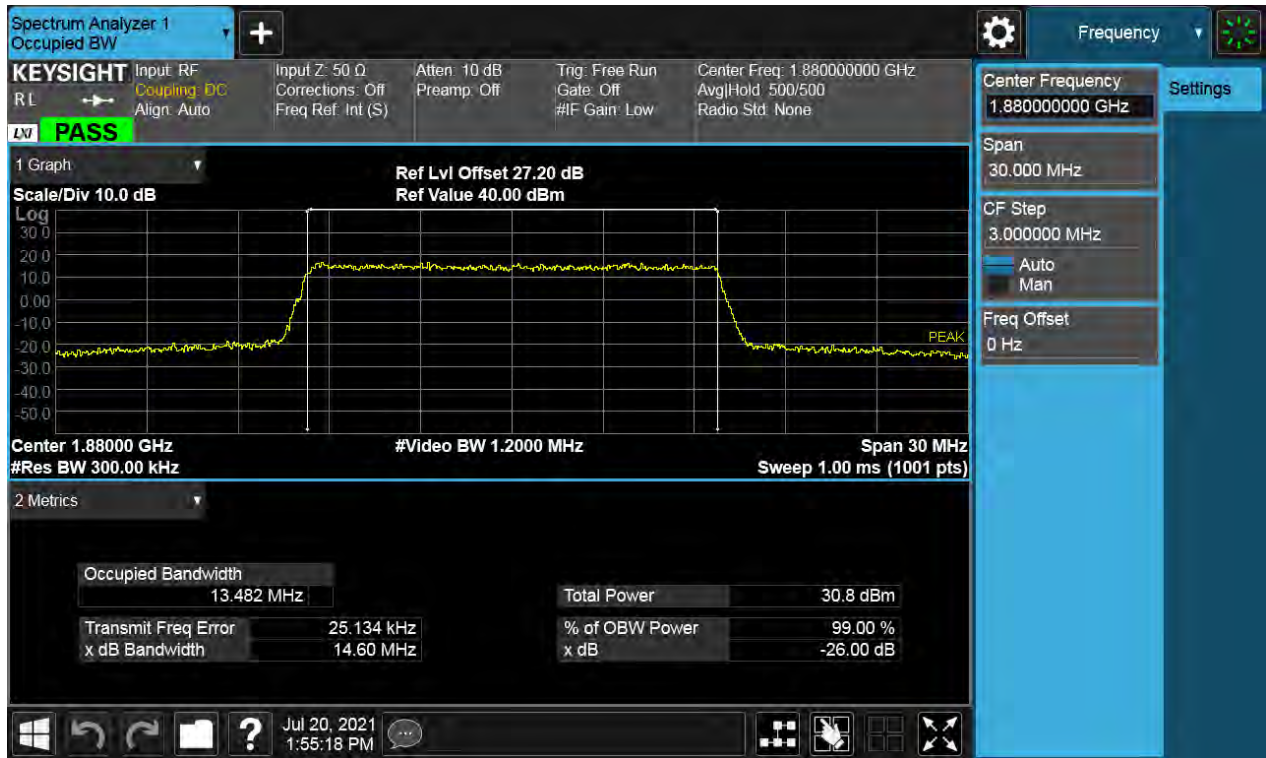 Spectrum Analyzer 1
Occupied BW
+
Frequency
KEYSIGHT
RL
LXI
PASS
Input: RF
Coupling: DC
Align: Auto
Input Z: 50 Ω
Corrections: Off
Freq Ref: Int (S)
Atten: 10 dB
Preamp: Off
Trig: Free Run
Gate: Off
#IF Gain: Low
Center Freq: 1.880000000 GHz
Avg|Hold: 500/500
Radio Std: None
Center Frequency
1.880000000 GHz
Settings
Span
30.000 MHz
CF Step
3.000000 MHz
Auto
Man
Freq Offset
0 Hz
1 Graph
Scale/Div 10.0 dB
Ref Lvl Offset 27.20 dB
Ref Value 40.00 dBm
Log
30.0
20.0
10.0
0.00
-10.0
-20.0
-30.0
-40.0
-50.0
PEAK
Center 1.88000 GHz
#Video BW 1.2000 MHz
Span 30 MHz
#Res BW 300.00 kHz
Sweep 1.00 ms (1001 pts)
2 Metrics
Occupied Bandwidth
13.482 MHz
Total Power 30.8 dBm
Transmit Freq Error 25.134 kHz
% of OBW Power 99.00 %
x dB Bandwidth 14.60 MHz
x dB -26.00 dB
?
Jul 20, 2021
1:55:18 PM